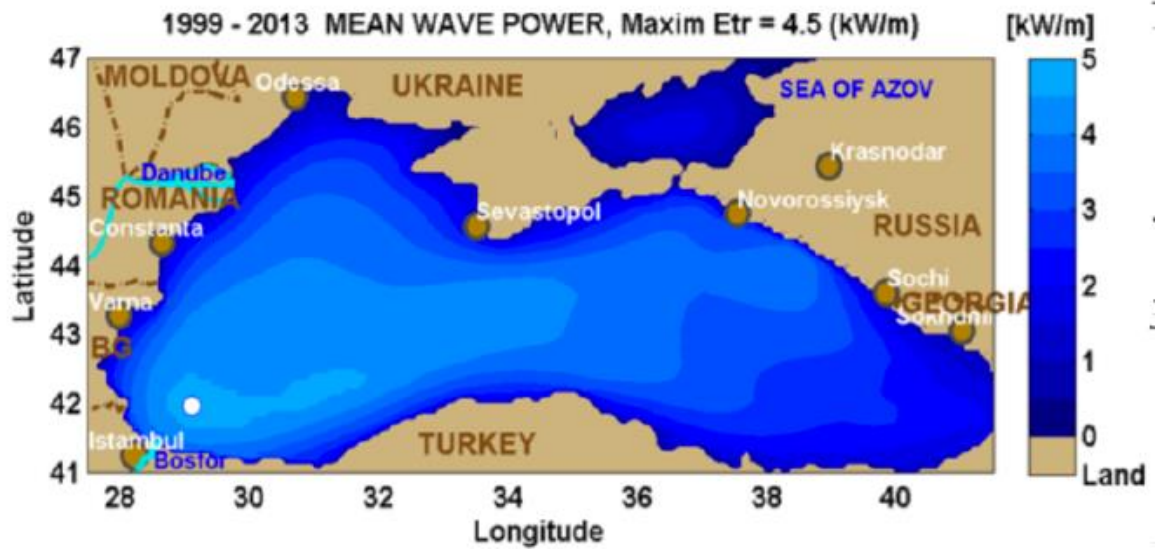 1999 - 2013 MEAN WAVE POWER, Maxim Etr = 4.5 (kW/m)
[kW/m]
47
46
45
44
43
42
41
Latitude
MOLDOVA
Odessa
UKRAINE
SEA OF AZOV
Krasnodar
Danube
ROMANIA
Sevastopol
Novorossiysk
RUSSIA
Constanta
Sochi
GEORGIA
Varna
BG
Istambul
Bosfor
TURKEY
28 30 32 34 36 38 40
Longitude
5
4
3
2
1
0
Land